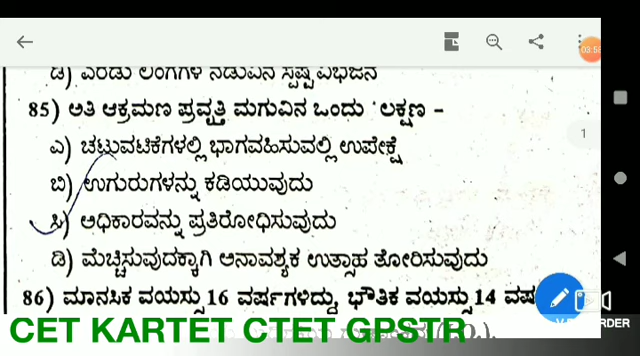 ಡಿ) ಎರಡು ಲಿಂಗಗಳ ನಡುವಿನ ಸ್ಪಷ್ಟ ವಿಭಜನೆ
85) ಅತಿ ಆಕ್ರಮಣ ಪ್ರವೃತ್ತಿ ಮಗುವಿನ ಒಂದು ಲಕ್ಷಣ -
1
ಎ) ಚಟುವಟಿಕೆಗಳಲ್ಲಿ ಭಾಗವಹಿಸುವಲ್ಲಿ ಉಪೇಕ್ಷೆ
ಬಿ) ಉಗುರುಗಳನ್ನು ಕಡಿಯುವುದು
ಸಿ) ಅಧಿಕಾರವನ್ನು ಪ್ರತಿರೋಧಿಸುವುದು
ಡಿ) ಮೆಚ್ಚಿಸುವುದಕ್ಕಾಗಿ ಅನಾವಶ್ಯಕ ಉತ್ಸಾಹ ತೋರಿಸುವುದು
86) ಮಾನಸಿಕ ವಯಸ್ಸು 16 ವರ್ಷಗಳಿದ್ದು, ಭೌತಿಕ ವಯಸ್ಸು 14 ವರ್ಷ
CET KARTET CTET GPSTR